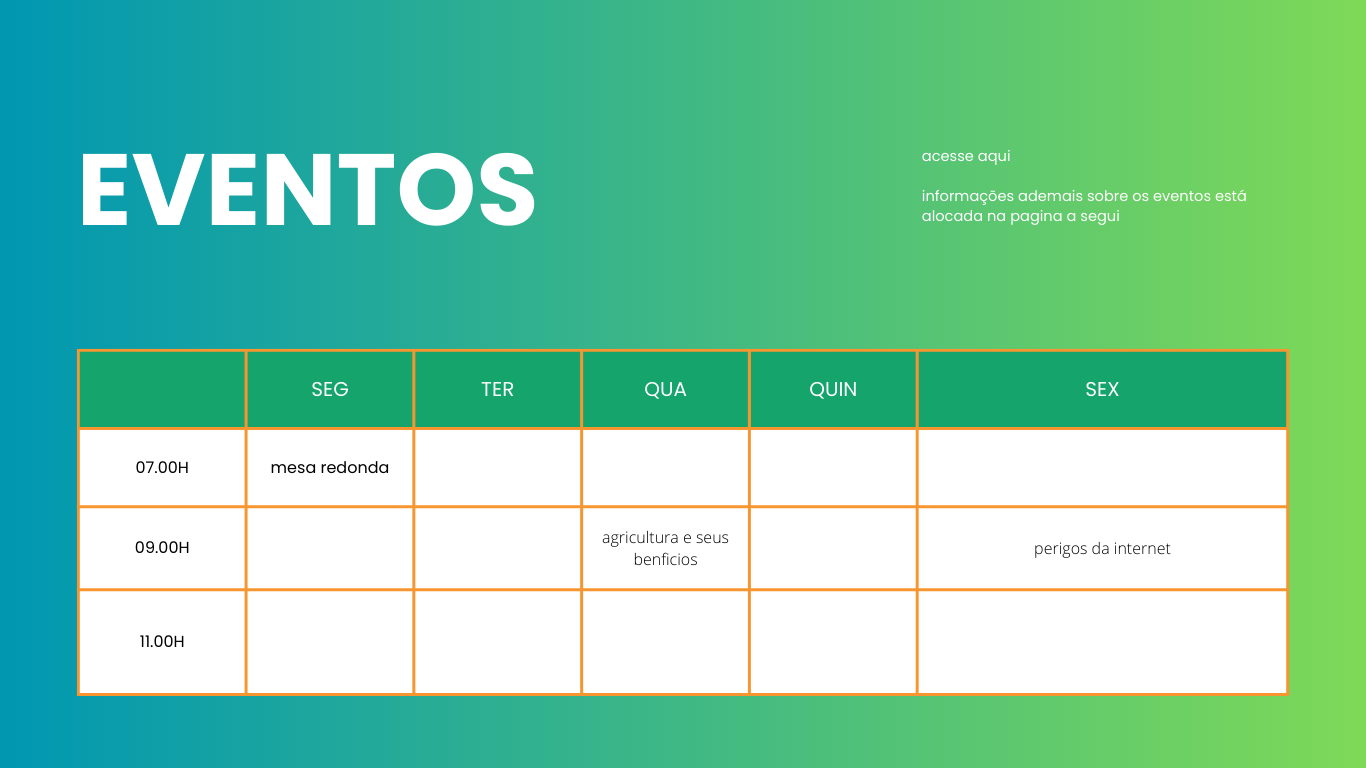 EVENTOS
acesse aqui
informações ademais sobre os eventos está
alocada na pagina a segui
SEG TER QUA QUIN SEX
07.00H mesa redonda
09.00H agricultura e seus
benficios perigos da internet
11.00H